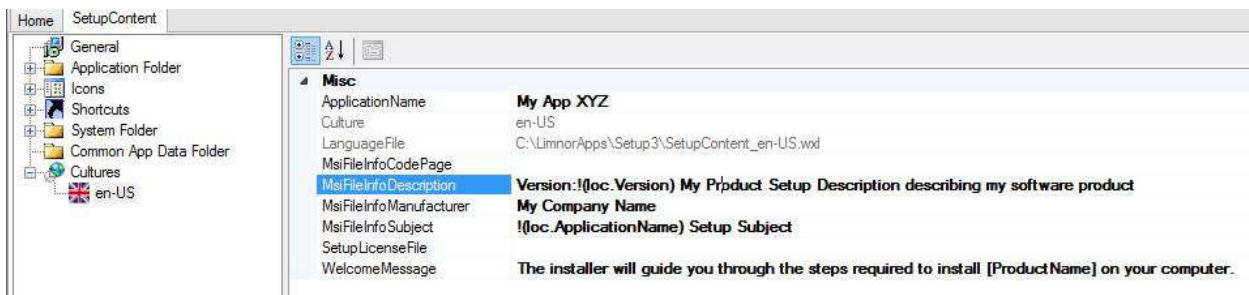 Home SetupContent
General
Application Folder
Icons
Shortcuts
System Folder
Common App Data Folder
Cultures
en-US
Misc
ApplicationName My App XYZ
Culture en-US
LanguageFile C:\LimnorApps\Setup3\SetupContent_en-US.wxl
MsiFileInfoCodePage
MsiFileInfoDescription Version:!(loc.Version) My Product Setup Description describing my software product
MsiFileInfoManufacturer My Company Name
MsiFileInfoSubject !(loc.ApplicationName) Setup Subject
SetupLicenseFile
WelcomeMessage The installer will guide you through the steps required to install [ProductName] on your computer.